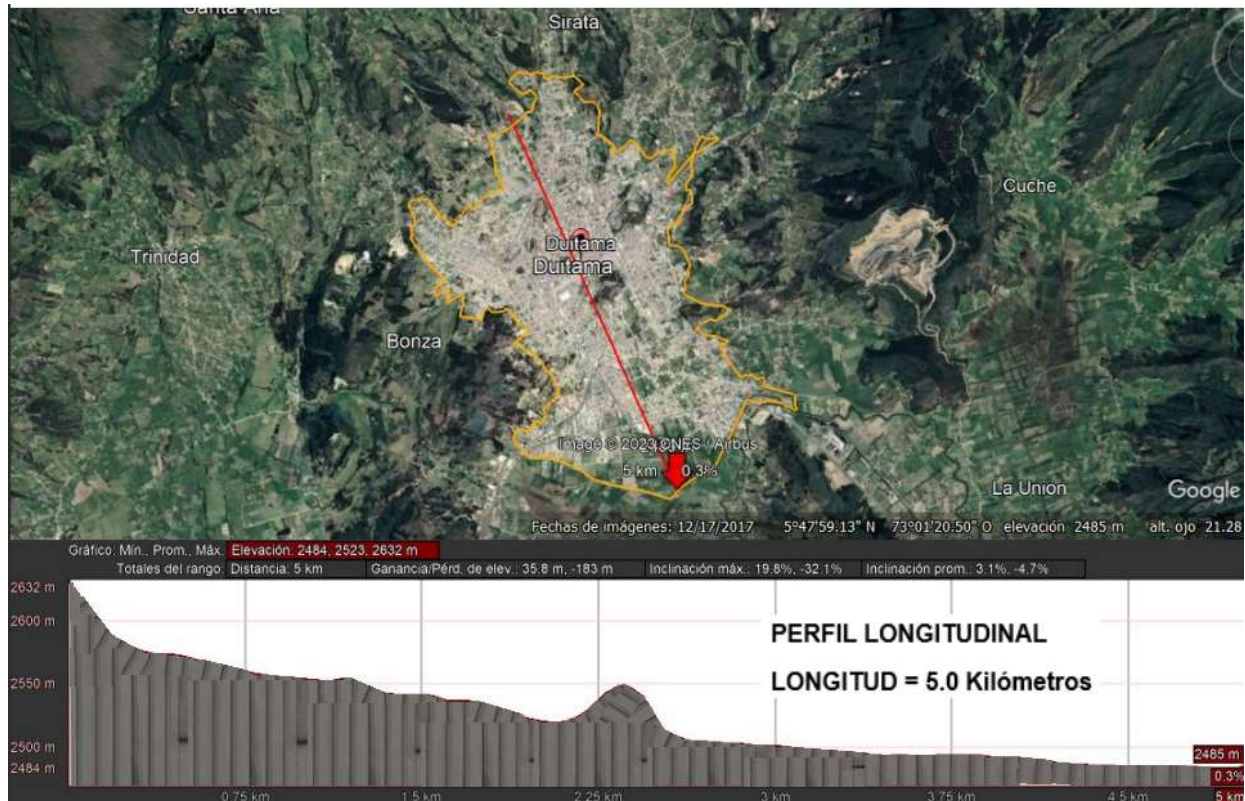 Santa Ana
Sirata
Cuche
Trinidad
Duitama
Duitama
Bonza
Image © 2023 CNES / Airbus
5 km 0.3%
La Union
Google
Fechas de imágenes: 12/17/2017 5º47'59.13" N 73º01'20.50" O elevación 2485 m alt. ojo 21.28
Gráfico: Mín., Prom., Máx. Elevación: 2484, 2523, 2632 m
Totales del rango: Distancia: 5 km Ganancia/Pérd. de elev.: 35.8 m, -183 m Inclinación máx.: 19.8%, -32.1% Inclinación prom.: 3.1%, -4.7%
2632 m
2600 m
PERFIL LONGITUDINAL
2550 m
LONGITUD = 5.0 Kilómetros
2500 m
2485 m
2484 m
0.3%
0.75 km 1.5 km 2.25 km 3 km 3.75 km 4.5 km 5 km